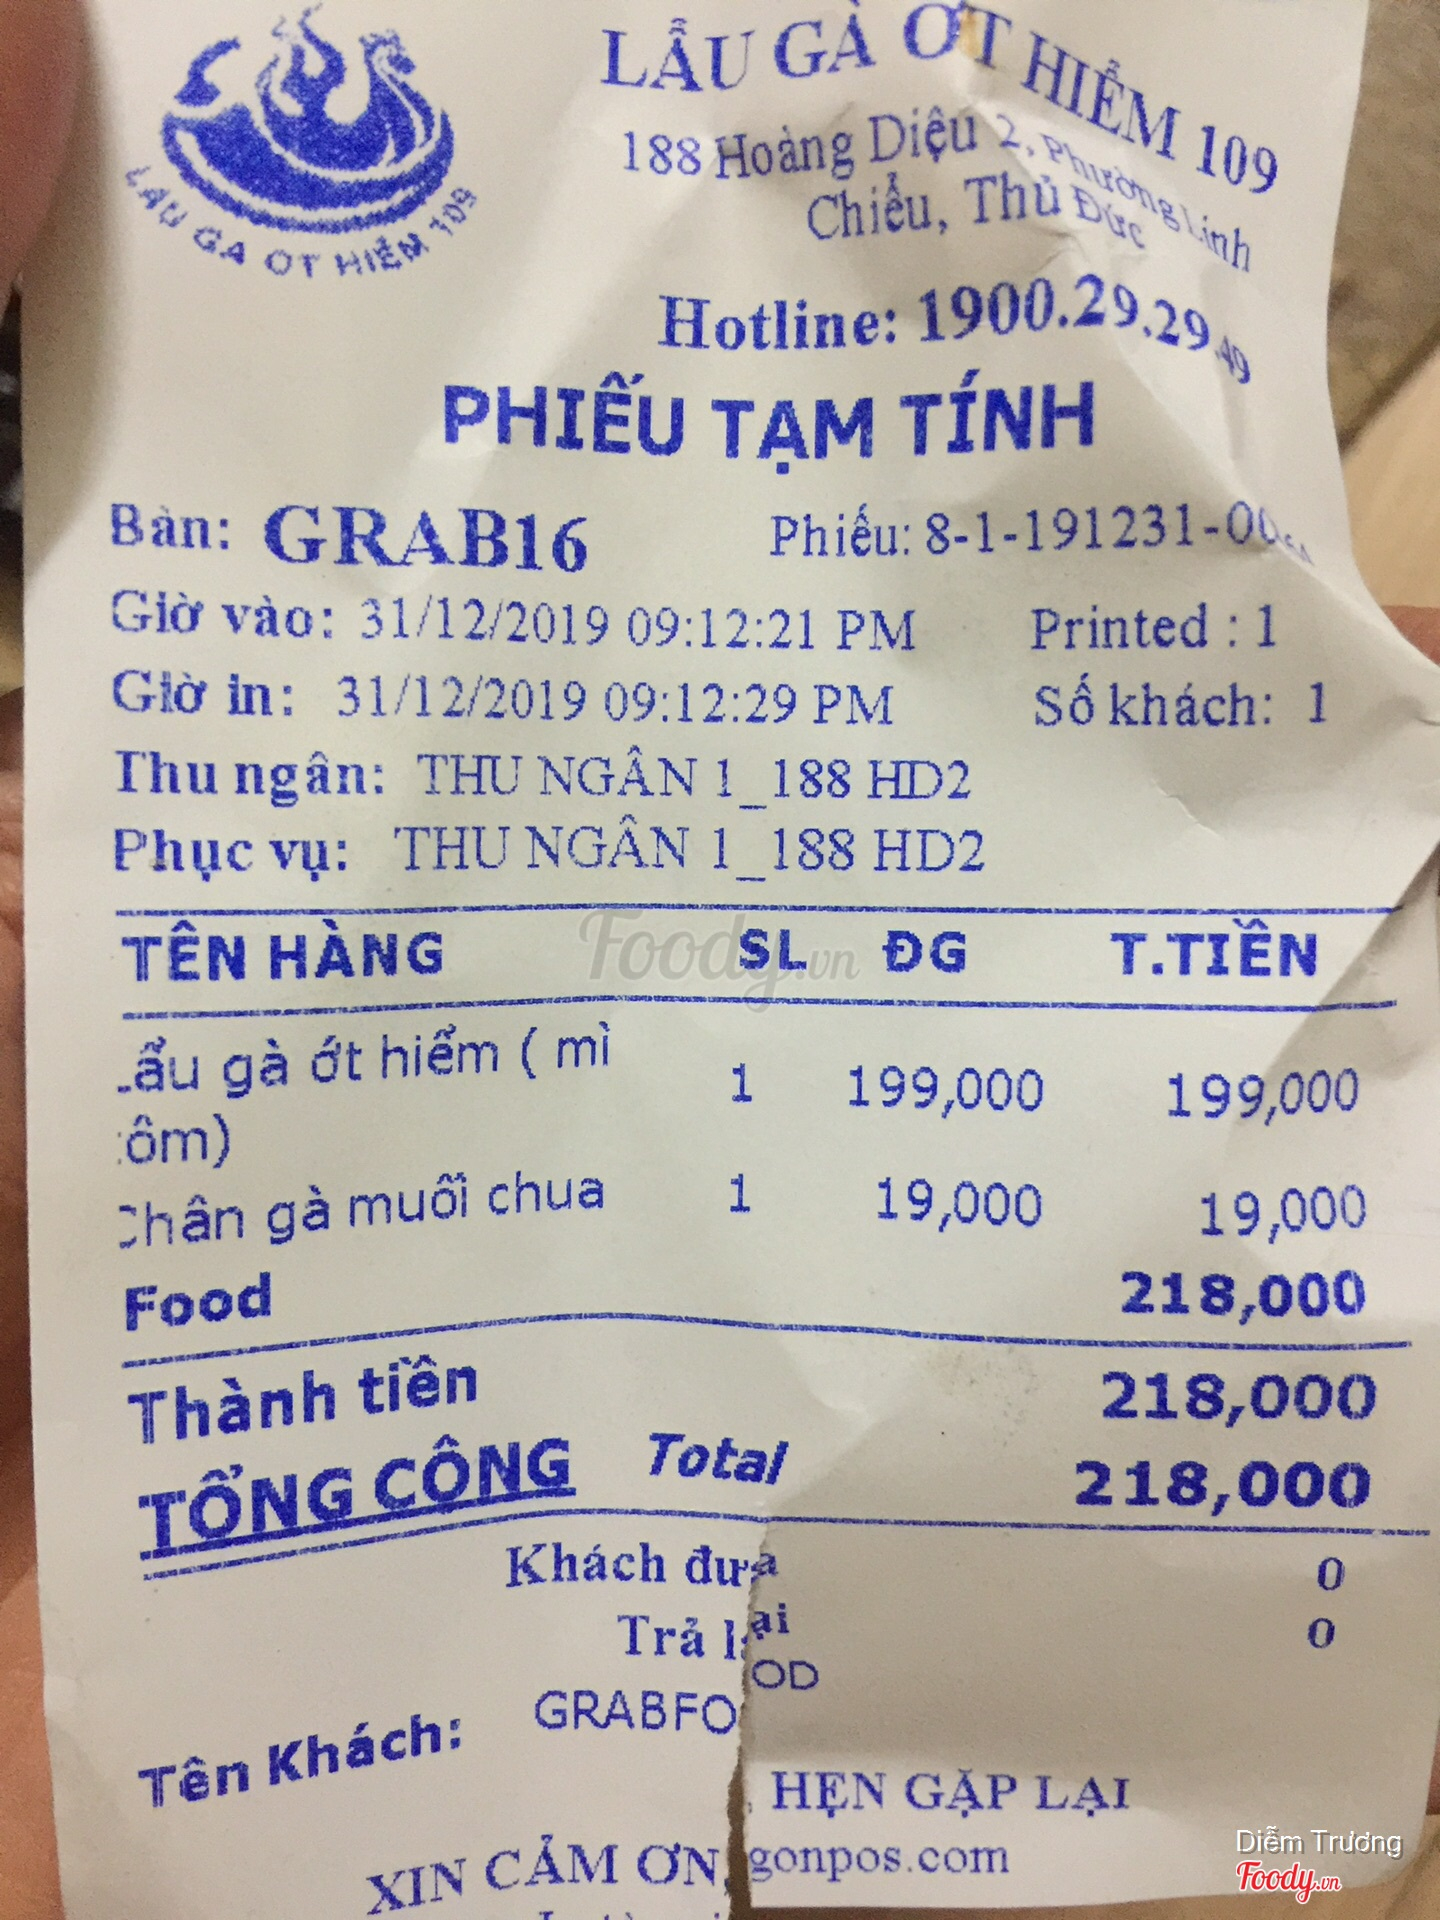 LẨU GÀ ỚT HIỂM 109
LẨU GÀ ỚT HIỂM 109
188 Hoàng Diệu 2, Phường Linh
Chiểu, Thủ Đức
Hotline: 1900.29.29.49
PHIẾU TẠM TÍNH
Bàn: GRAB16 Phiếu: 8-1-191231-00
Giờ vào: 31/12/2019 09:12:21 PM Printed : 1
Giờ in: 31/12/2019 09:12:29 PM Số khách: 1
Thu ngân: THU NGÂN 1_188 HD2
Phục vụ: THU NGÂN 1_188 HD2
Foody.vn
TÊN HÀNG SL ĐG T.TIỀN
Lẩu gà ớt hiểm ( mì 1 199,000 199,000
tôm)
Chân gà muối chua 1 19,000 19,000
Food 218,000
Thành tiền 218,000
TỔNG CỘNG Total 218,000
Khách đưa 0
Trả lại 0
Tên Khách: GRABFOOD
XIN CẢM ƠN, HẸN GẶP LẠI
gonpos.com
Diễm Trương
Foody.vn